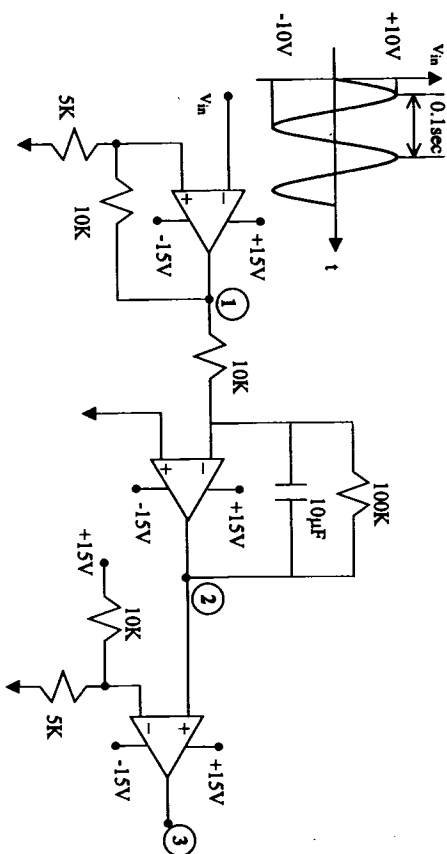 V_in
+10V
-10V
0.1sec
t
V_in
−
+
+15V
-15V
5K
10K
1
10K
100K
10µF
−
+
+15V
-15V
2
+15V
10K
5K
+
−
+15V
-15V
3